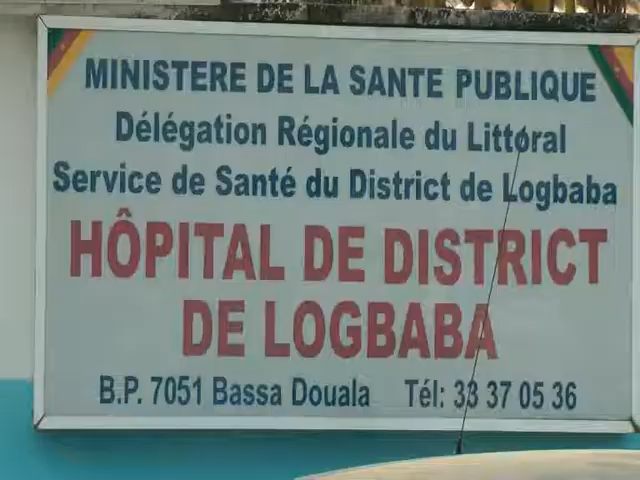 MINISTERE DE LA SANTE PUBLIQUE
Délégation Régionale du Littoral
Service de Santé du District de Logbaba
HÔPITAL DE DISTRICT
DE LOGBABA
B.P. 7051 Bassa Douala Tél: 33 37 05 36